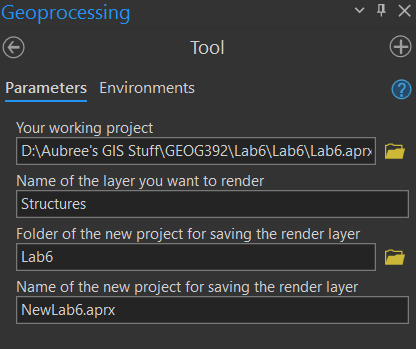 Geoprocessing
Tool
Parameters Environments
?
Your working project
D:\Aubree's GIS Stuff\GEOG392\Lab6\Lab6\Lab6.aprx
Name of the layer you want to render
Structures
Folder of the new project for saving the render layer
Lab6
Name of the new project for saving the render layer
NewLab6.aprx